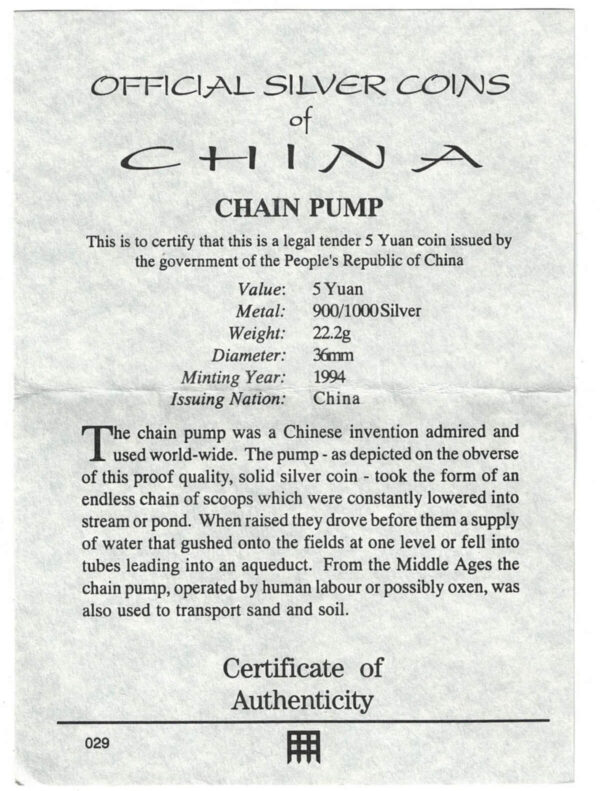 OFFICIAL SILVER COINS
of
CHINA
CHAIN PUMP
This is to certify that this is a legal tender 5 Yuan coin issued by
the government of the People's Republic of China
Value: 5 Yuan
Metal: 900/1000 Silver
Weight: 22.2g
Diameter: 36mm
Minting Year: 1994
Issuing Nation: China
The chain pump was a Chinese invention admired and
used world-wide. The pump - as depicted on the obverse
of this proof quality, solid silver coin - took the form of an
endless chain of scoops which were constantly lowered into
stream or pond. When raised they drove before them a supply
of water that gushed onto the fields at one level or fell into
tubes leading into an aqueduct. From the Middle Ages the
chain pump, operated by human labour or possibly oxen, was
also used to transport sand and soil.
Certificate of
Authenticity
029